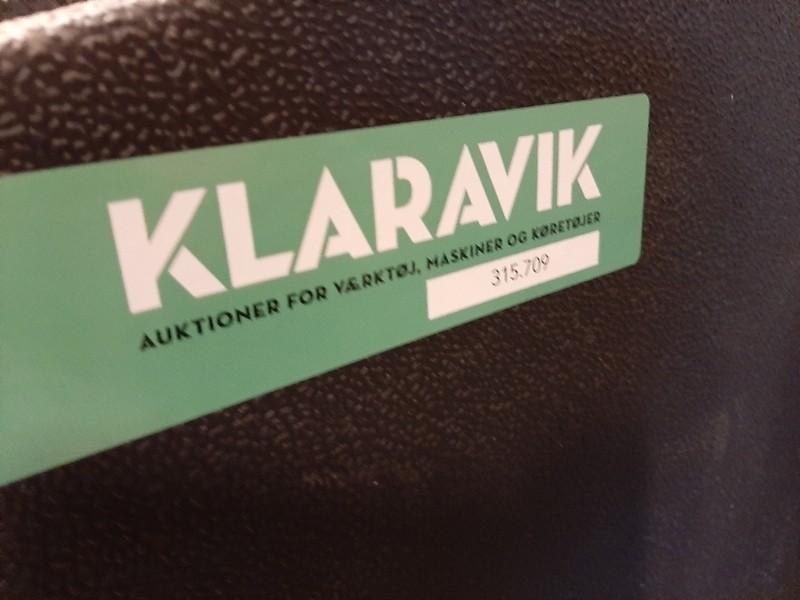 KLARAVIK
AUKTIONER FOR VÆRKTØJ, MASKINER OG KØRETØJER
315.709